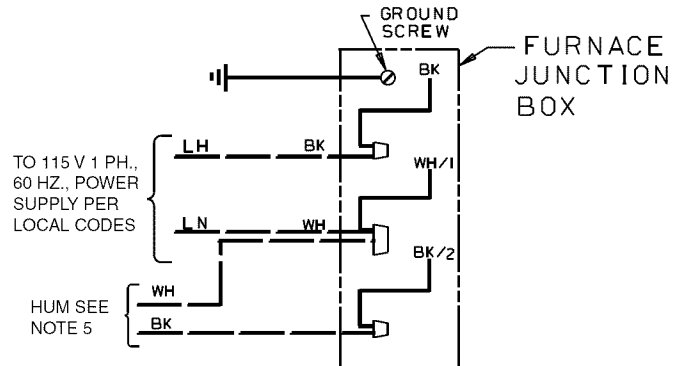 GROUND
SCREW
BK
FURNACE
JUNCTION
BOX
LH
BK
TO 115 V 1 PH.,
60 HZ., POWER
SUPPLY PER
LOCAL CODES
WH/1
LN
WH
BK/2
WH
HUM SEE
NOTE 5
BK